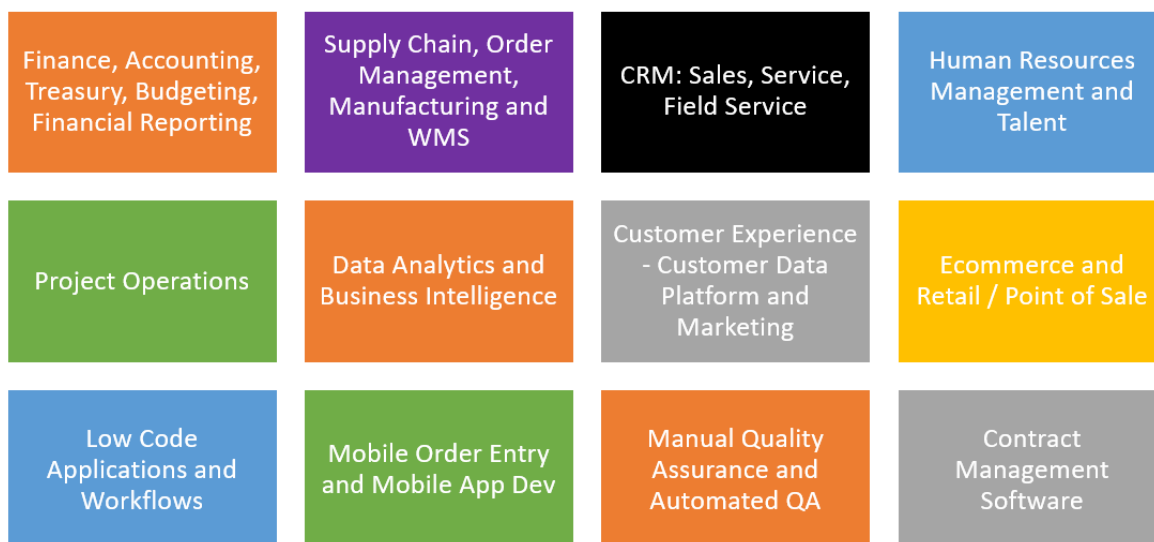 Finance, Accounting,
Treasury, Budgeting,
Financial Reporting
Supply Chain, Order
Management,
Manufacturing and
WMS
CRM: Sales, Service,
Field Service
Human Resources
Management and
Talent
Project Operations
Data Analytics and
Business Intelligence
Customer Experience
- Customer Data
Platform and
Marketing
Ecommerce and
Retail / Point of Sale
Low Code
Applications and
Workflows
Mobile Order Entry
and Mobile App Dev
Manual Quality
Assurance and
Automated QA
Contract
Management
Software